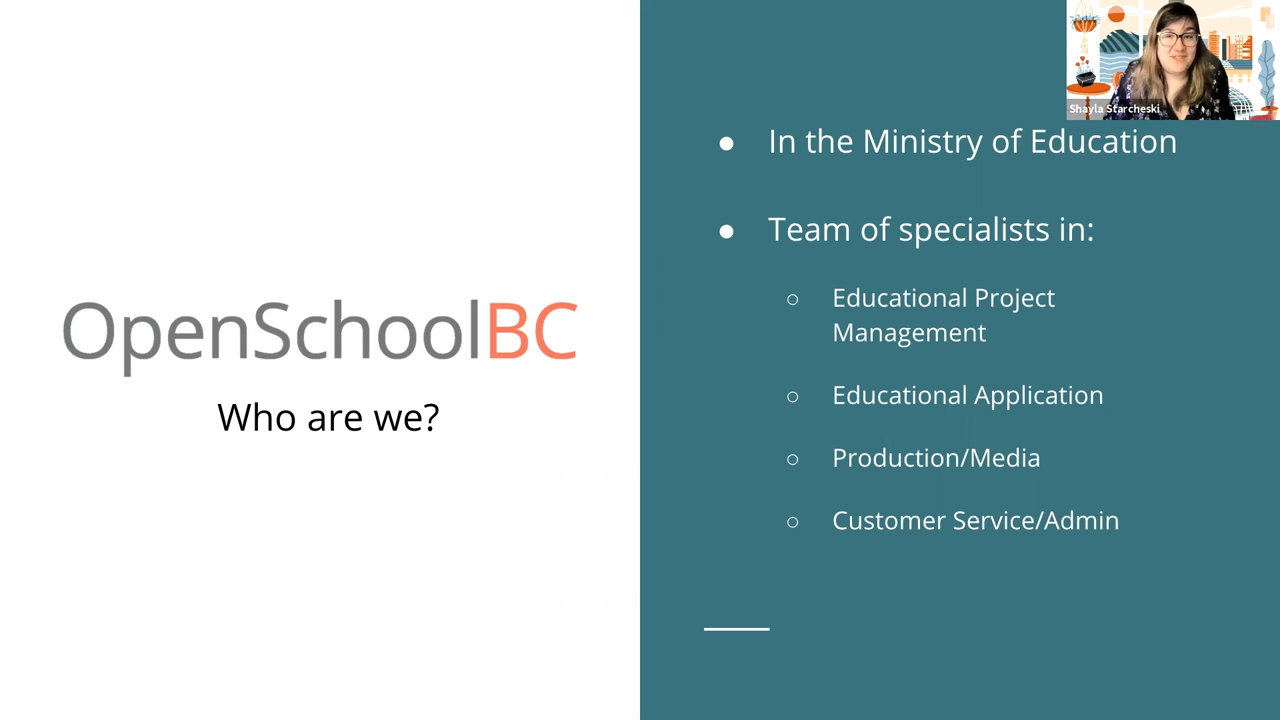 Shayla Starcheski
● In the Ministry of Education
● Team of specialists in:
○ Educational Project
Management
○ Educational Application
○ Production/Media
○ Customer Service/Admin
OpenSchoolBC
Who are we?